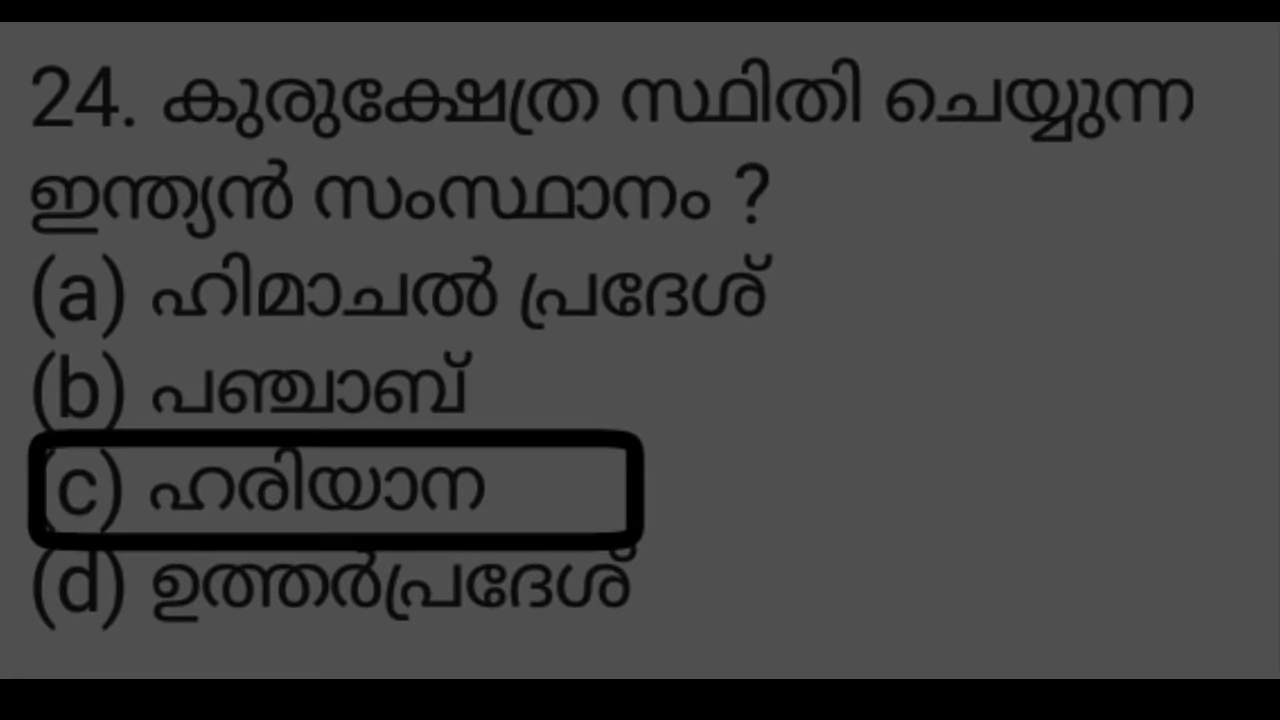 24. കുരുക്ഷേത്ര സ്ഥിതി ചെയ്യുന്ന
ഇന്ത്യൻ സംസ്ഥാനം ?
(a) ഹിമാചൽ പ്രദേശ്
(b) പഞ്ചാബ്
(c) ഹരിയാന
(d) ഉത്തർപ്രദേശ്